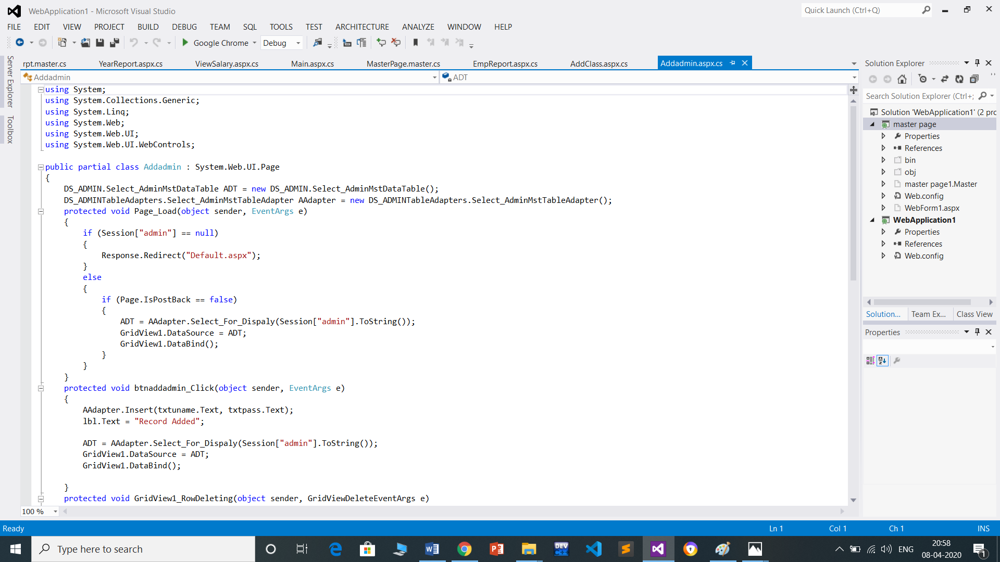 WebApplication1 - Microsoft Visual Studio
Quick Launch (Ctrl+Q)
FILE EDIT VIEW PROJECT BUILD DEBUG TEAM SQL TOOLS TEST ARCHITECTURE ANALYZE WINDOW HELP
Google Chrome Debug
Server Explorer
Toolbox
rpt.master.cs YearReport.aspx.cs ViewSalary.aspx.cs Main.aspx.cs MasterPage.master.cs EmpReport.aspx.cs AddClass.aspx.cs Addadmin.aspx.cs
Addadmin ADT
using System;
using System.Collections.Generic;
using System.Linq;
using System.Web;
using System.Web.UI;
using System.Web.UI.WebControls;
public partial class Addadmin : System.Web.UI.Page
{
DS_ADMIN.Select_AdminMstDataTable ADT = new DS_ADMIN.Select_AdminMstDataTable();
DS_ADMINTableAdapters.Select_AdminMstTableAdapter AAdapter = new DS_ADMINTableAdapters.Select_AdminMstTableAdapter();
protected void Page_Load(object sender, EventArgs e)
{
if (Session["admin"] == null)
{
Response.Redirect("Default.aspx");
}
else
{
if (Page.IsPostBack == false)
{
ADT = AAdapter.Select_For_Dispaly(Session["admin"].ToString());
GridView1.DataSource = ADT;
GridView1.DataBind();
}
}
}
protected void btnaddadmin_Click(object sender, EventArgs e)
{
AAdapter.Insert(txtuname.Text, txtpass.Text);
lbl.Text = "Record Added";
ADT = AAdapter.Select_For_Dispaly(Session["admin"].ToString());
GridView1.DataSource = ADT;
GridView1.DataBind();
}
protected void GridView1_RowDeleting(object sender, GridViewDeleteEventArgs e)
100 %
Solution Explorer
Search Solution Explorer (Ctrl+;
Solution 'WebApplication1' (2 prc
master page
Properties
References
bin
obj
master page1.Master
Web.config
WebForm1.aspx
WebApplication1
Properties
References
Web.config
Solution... Team Ex... Class View
Properties
Ready Ln 1 Col 1 Ch 1 INS
Type here to search
DEV C++
ENG
20:58
08-04-2020
1